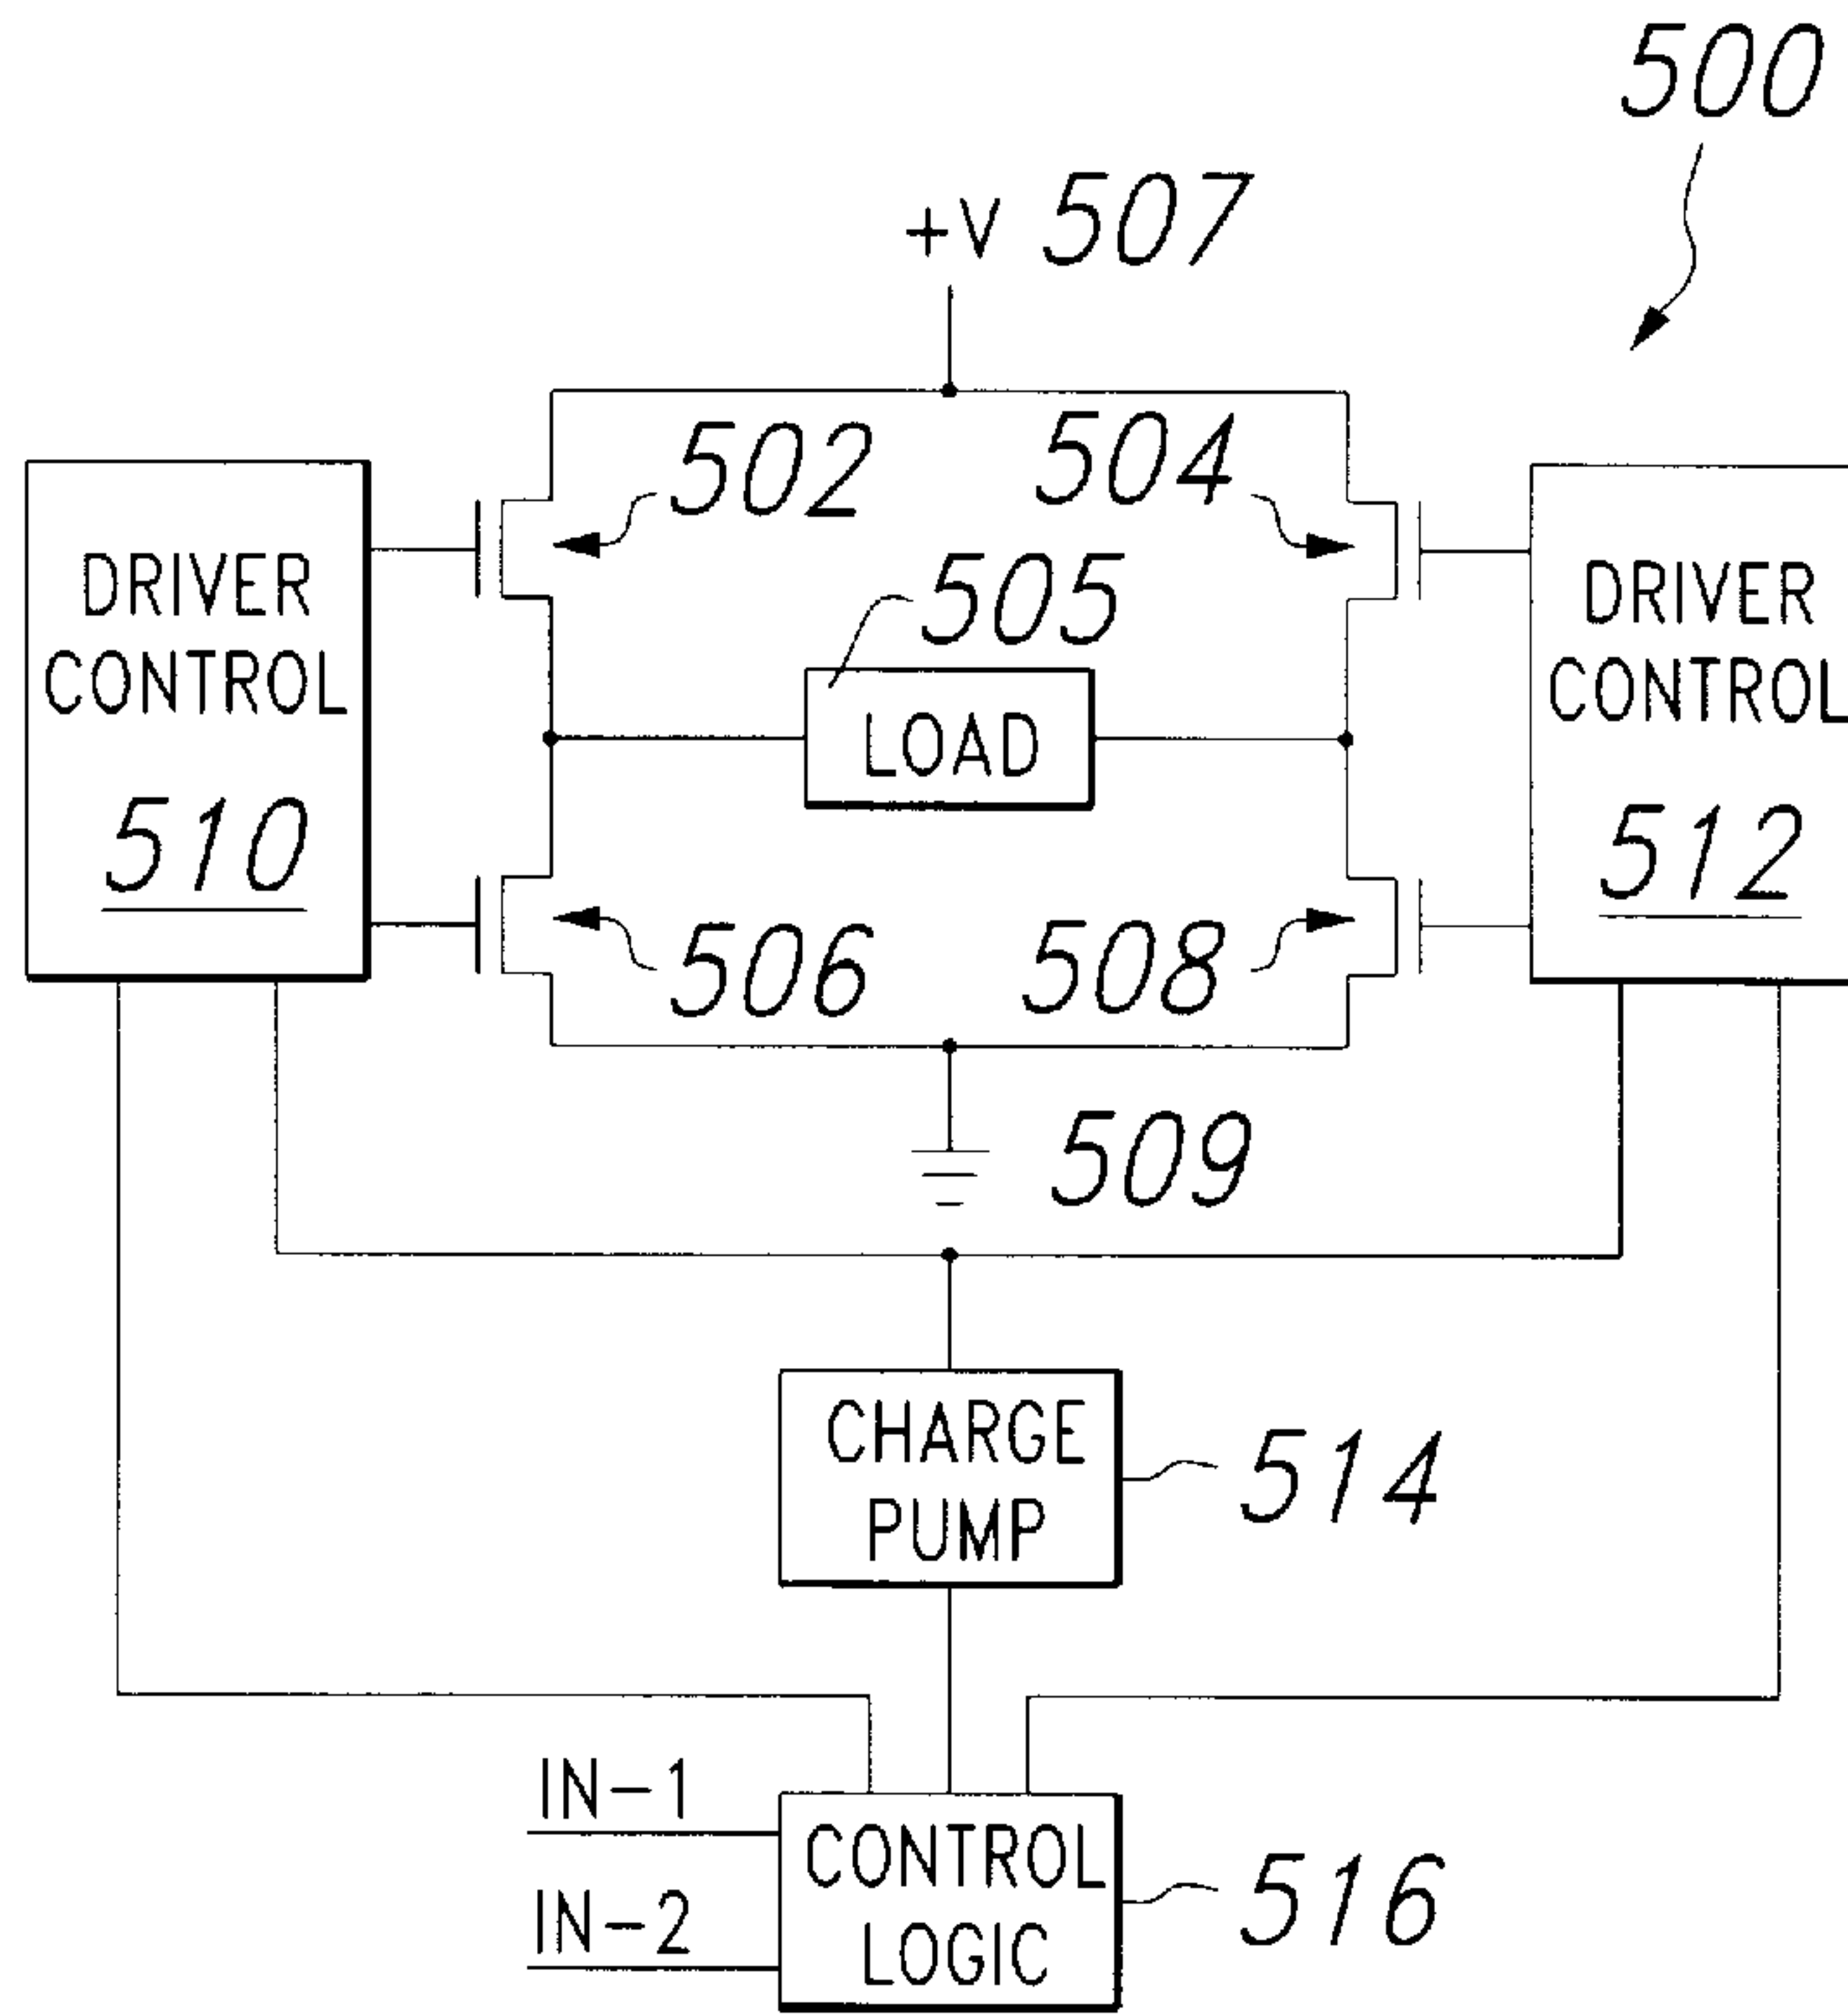 500
+V 507
502
504
505
DRIVER
CONTROL
510
LOAD
DRIVER
CONTROL
512
506
508
509
CHARGE
PUMP
514
IN-1
IN-2
CONTROL
LOGIC
516